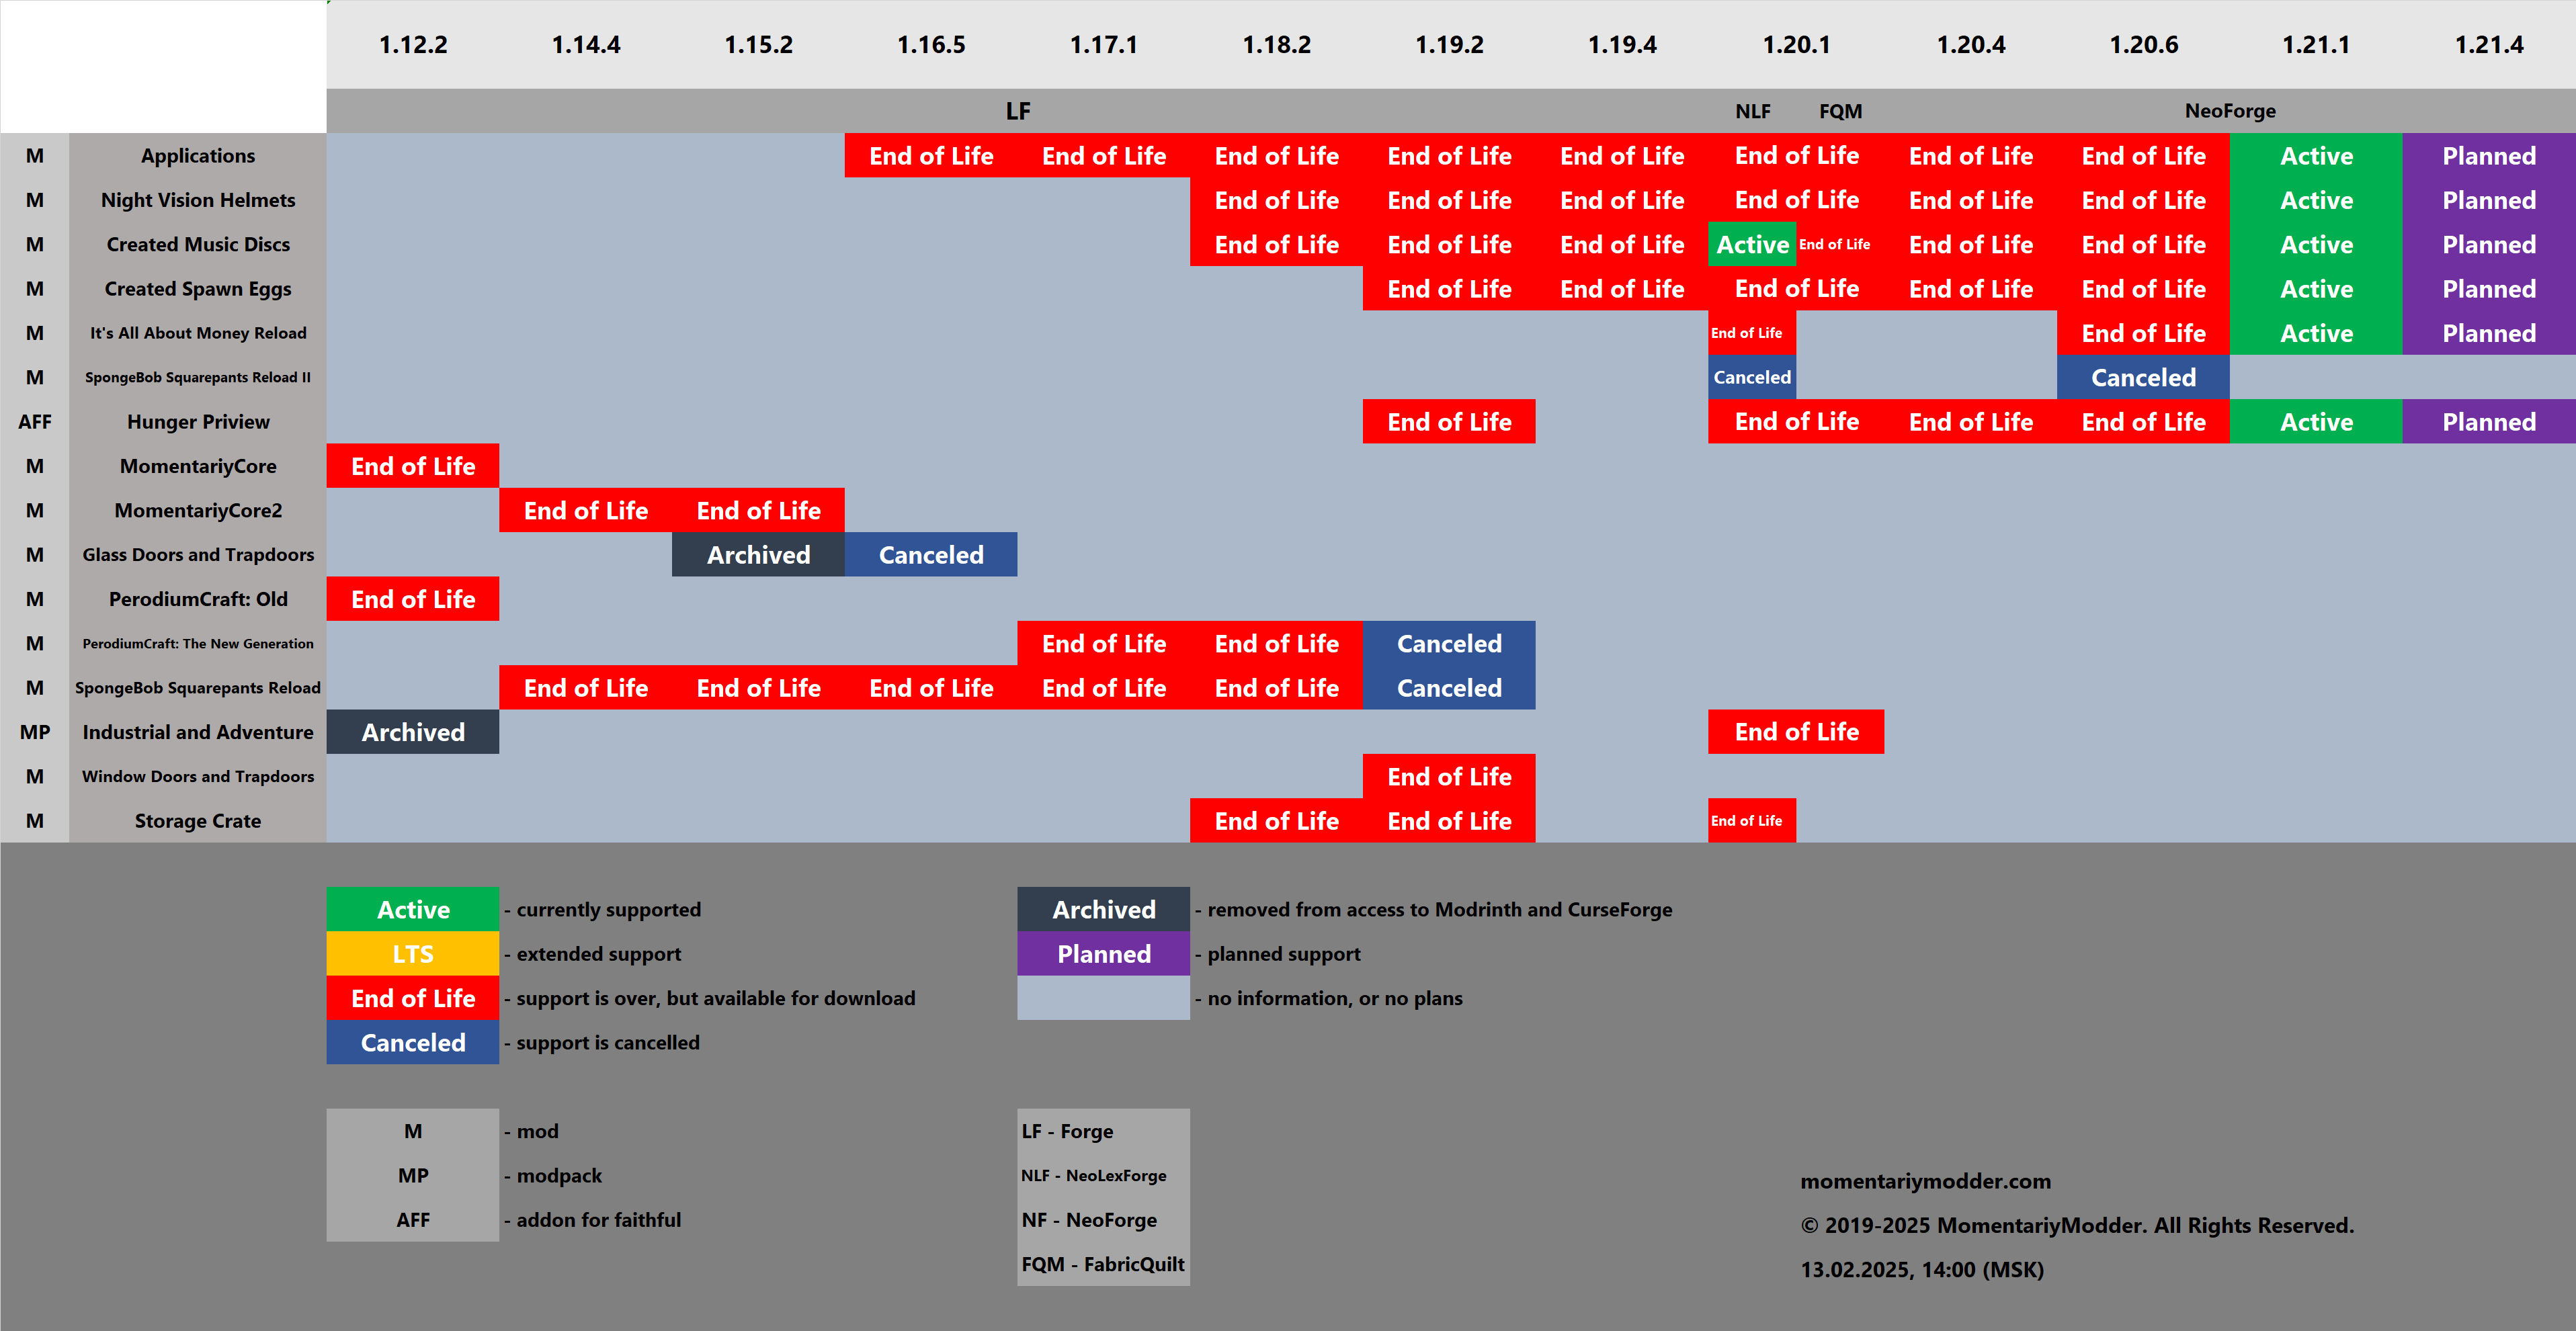 1.12.2 1.14.4 1.15.2 1.16.5 1.17.1 1.18.2 1.19.2 1.19.4 1.20.1 1.20.4 1.20.6 1.21.1 1.21.4
LF NLF FQM NeoForge
M Applications End of Life End of Life End of Life End of Life End of Life End of Life End of Life End of Life Active Planned
M Night Vision Helmets End of Life End of Life End of Life End of Life End of Life End of Life Active Planned
M Created Music Discs End of Life End of Life End of Life Active End of Life End of Life End of Life Active Planned
M Created Spawn Eggs End of Life End of Life End of Life End of Life End of Life Active Planned
M It's All About Money Reload End of Life End of Life Active Planned
M SpongeBob Squarepants Reload II Canceled Canceled
AFF Hunger Priview End of Life End of Life End of Life End of Life Active Planned
M MomentariyCore End of Life
M MomentariyCore2 End of Life End of Life
M Glass Doors and Trapdoors Archived Canceled
M PerodiumCraft: Old End of Life
M PerodiumCraft: The New Generation End of Life End of Life Canceled
M SpongeBob Squarepants Reload End of Life End of Life End of Life End of Life End of Life Canceled
MP Industrial and Adventure Archived End of Life
M Window Doors and Trapdoors End of Life
M Storage Crate End of Life End of Life End of Life
Active - currently supported
LTS - extended support
End of Life - support is over, but available for download
Canceled - support is cancelled
Archived - removed from access to Modrinth and CurseForge
Planned - planned support
- no information, or no plans
M - mod
MP - modpack
AFF - addon for faithful
LF - Forge
NLF - NeoLexForge
NF - NeoForge
FQM - FabricQuilt
momentariymodder.com
© 2019-2025 MomentariyModder. All Rights Reserved.
13.02.2025, 14:00 (MSK)